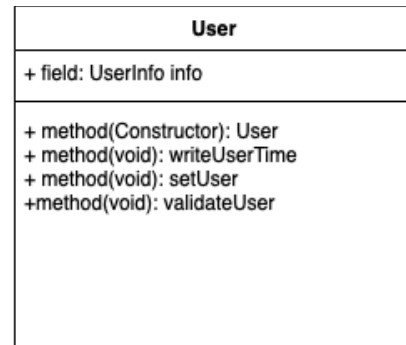 User
+ field: UserInfo info
+ method(Constructor): User
+ method(void): writeUserTime
+ method(void): setUser
+method(void): validateUser